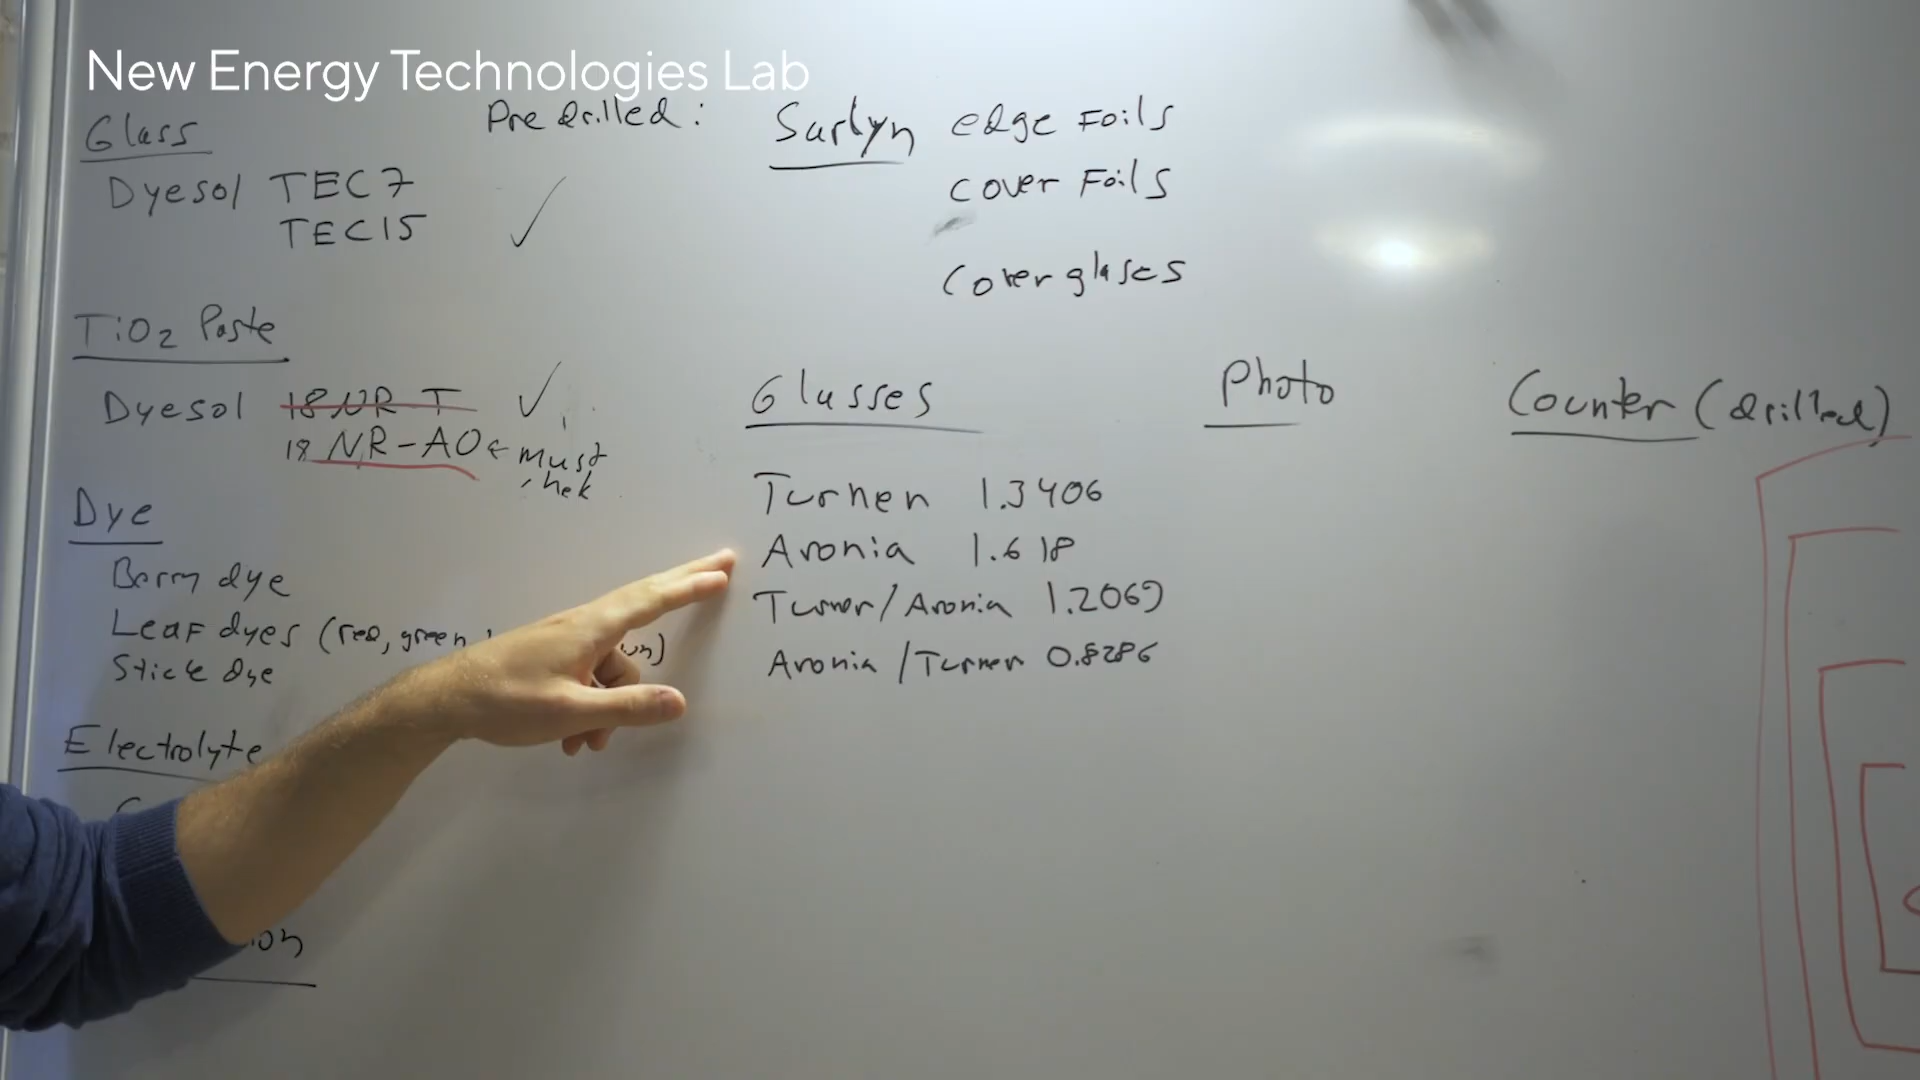 New Energy Technologies Lab
Glass
Pre drilled:
Dyesol TEC7
TEC15
TiO2 Paste
Dyesol 18NR-T
18 NR-AO ← must
Dye
Berry dye
Leaf dyes (red, green
Stick dye
Electrolyte
Surlyn edge Foils
cover Foils
Cover glases
Glasses
Turnen 1.3406
Aronia 1.618
Turner/Aronia 1.2069
Aronia/Turner 0.8286
Photo
Counter (drilled)